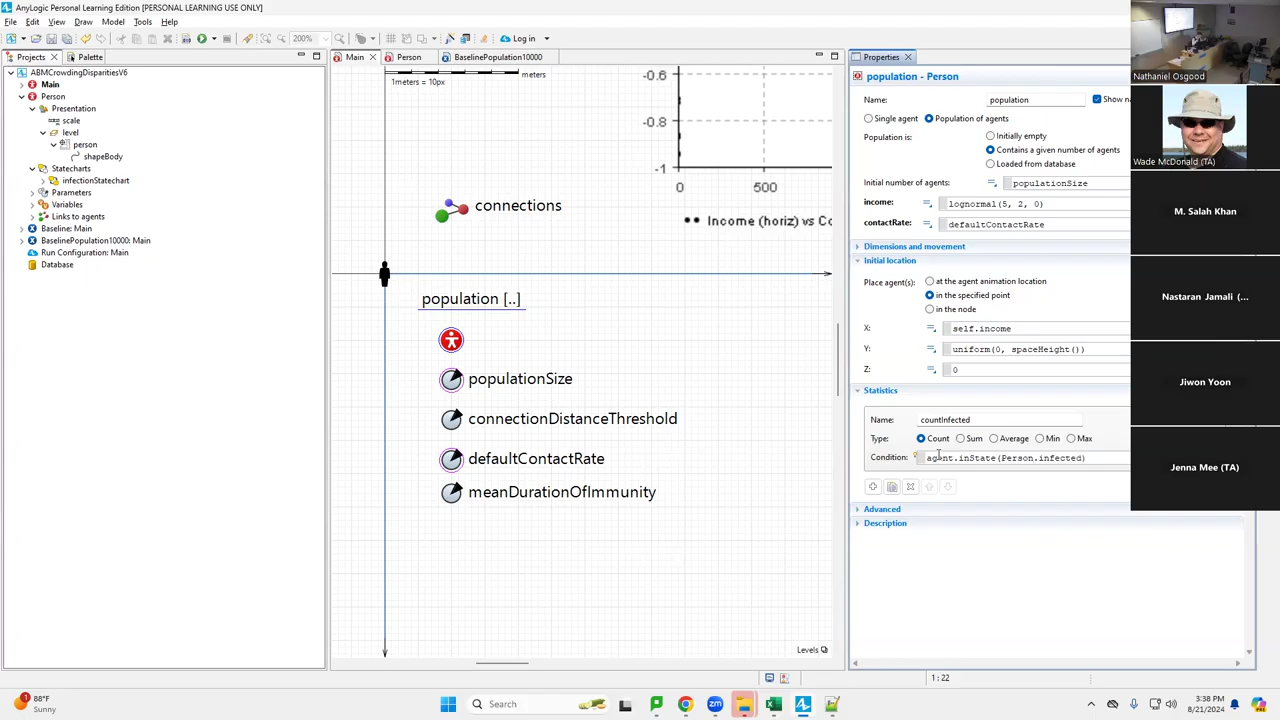 AnyLogic Personal Learning Edition [PERSONAL LEARNING USE ONLY]
File Edit View Draw Model Tools Help
200%
Log in
Projects
Palette
ABMCrowdingDisparitiesV6
Main
Person
Presentation
scale
level
person
shapeBody
Statecharts
infectionStatechart
Parameters
Variables
Links to agents
Baseline: Main
BaselinePopulation10000: Main
Run Configuration: Main
Database
Main
Person
BaselinePopulation10000
1meters = 10px
meters
-0.6
-0.8
-1
0
500
connections
Income (horiz) vs Co
population [..]
populationSize
connectionDistanceThreshold
defaultContactRate
meanDurationOfImmunity
Levels
Properties
population - Person
Name:
population
Show na
Single agent
Population of agents
Population is:
Initially empty
Contains a given number of agents
Loaded from database
Initial number of agents:
populationSize
income:
lognormal(5, 2, 0)
contactRate:
defaultContactRate
Dimensions and movement
Initial location
Place agent(s):
at the agent animation location
in the specified point
in the node
X:
self.income
Y:
uniform(0, spaceHeight())
Z:
0
Statistics
Name:
countInfected
Type:
Count
Sum
Average
Min
Max
Condition:
agent.inState(Person.infected)
Advanced
Description
1:22
Nathaniel Osgood
Wade McDonald (TA)
M. Salah Khan
Nastaran Jamali (...
Jiwon Yoon
Jenna Mee (TA)
88°F
Sunny
Search
3:38 PM
8/21/2024